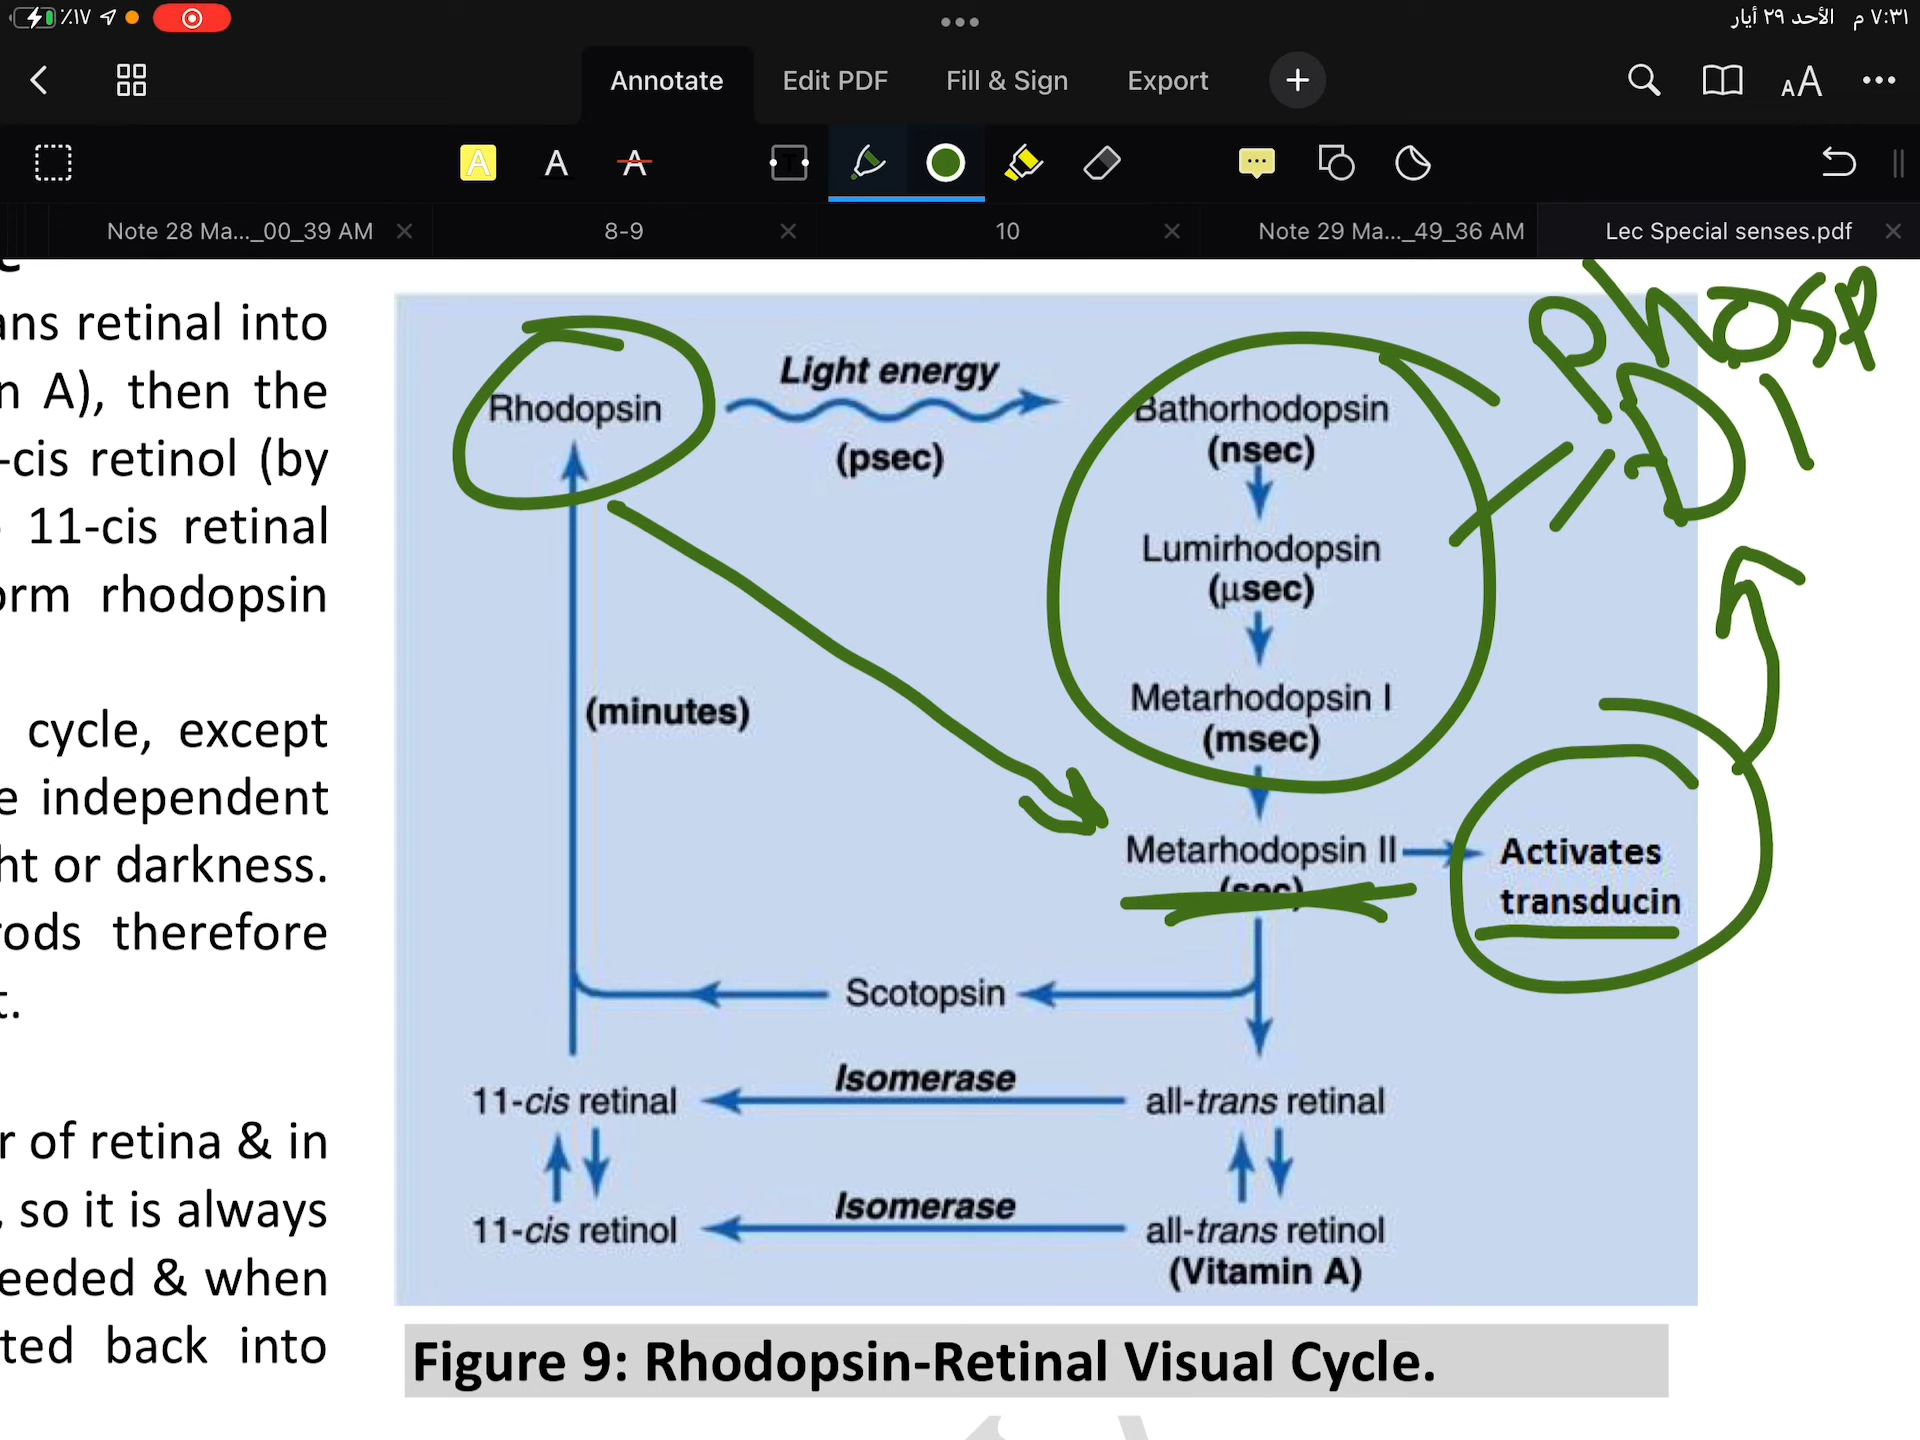 ٪١٧
٧:٣١ م الأحد ٢٩ أيار
Annotate
Edit PDF
Fill & Sign
Export
Note 28 Ma..._00_39 AM
8-9
10
Note 29 Ma..._49_36 AM
Lec Special senses.pdf
ans retinal into
n A), then the
-cis retinol (by
11-cis retinal
orm rhodopsin
cycle, except
e independent
ht or darkness.
rods therefore
t.
r of retina & in
, so it is always
eeded & when
ted back into
Rhodopsin
Light energy
(psec)
Bathorhodopsin
(nsec)
Lumirhodopsin
(μsec)
Metarhodopsin I
(msec)
(minutes)
Metarhodopsin II
(sec)
Activates
transducin
Scotopsin
11-cis retinal
Isomerase
all-trans retinal
11-cis retinol
Isomerase
all-trans retinol
(Vitamin A)
Phosp
Figure 9: Rhodopsin-Retinal Visual Cycle.